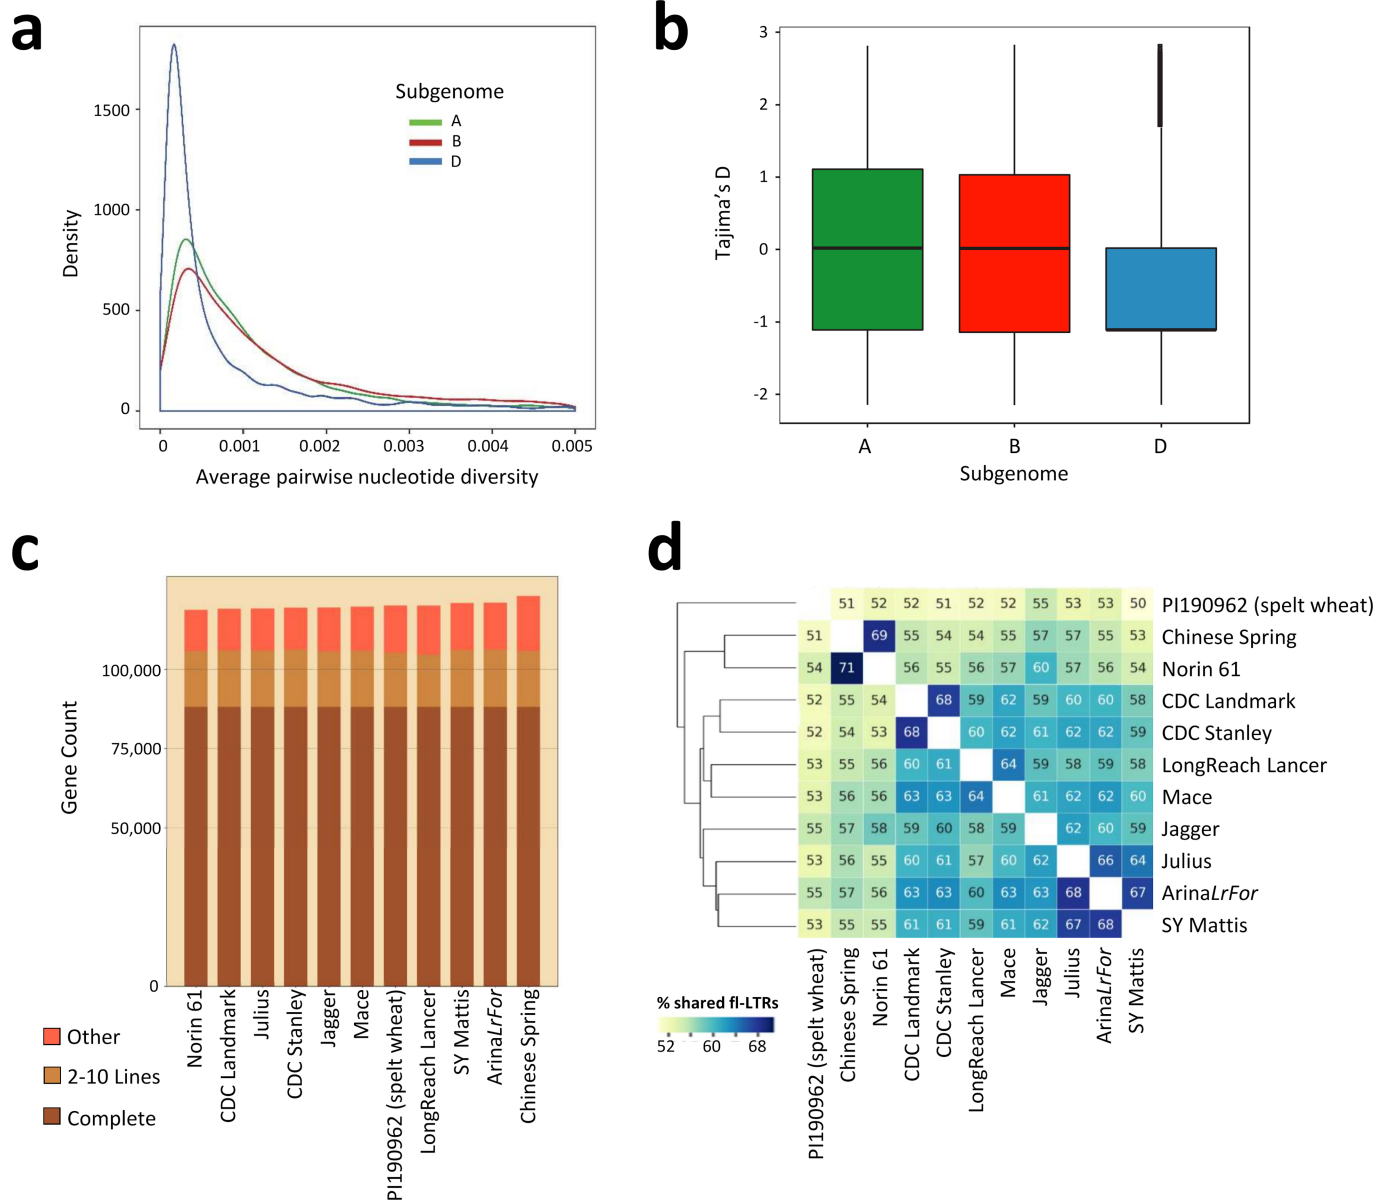 a
1500
1000
500
0
Density
Subgenome
A
B
D
0 0.001 0.002 0.003 0.004 0.005
Average pairwise nucleotide diversity
b
3
2
1
0
-1
-2
Tajima's D
A B D
Subgenome
c
100,000
75,000
50,000
0
Gene Count
Norin 61
CDC Landmark
Julius
CDC Stanley
Jagger
Mace
PI190962 (spelt wheat)
LongReach Lancer
SY Mattis
ArinaLrFor
Chinese Spring
Other
2-10 Lines
Complete
d
51 52 52 51 52 52 55 53 53 50 PI190962 (spelt wheat)
51 69 55 54 54 55 57 57 55 53 Chinese Spring
54 71 56 55 56 57 60 57 56 54 Norin 61
52 55 54 68 59 62 59 60 60 58 CDC Landmark
52 54 53 68 60 62 61 62 62 59 CDC Stanley
53 55 56 60 61 64 59 58 59 58 LongReach Lancer
53 56 56 63 63 64 61 62 62 60 Mace
55 57 58 59 60 58 59 62 60 59 Jagger
53 56 55 60 61 57 60 62 66 64 Julius
55 57 56 63 63 60 63 63 68 67 ArinaLrFor
53 55 55 61 61 59 61 62 67 68 SY Mattis
PI190962 (spelt wheat)
Chinese Spring
Norin 61
CDC Landmark
CDC Stanley
LongReach Lancer
Mace
Jagger
Julius
ArinaLrFor
SY Mattis
% shared fl-LTRs
52 60 68